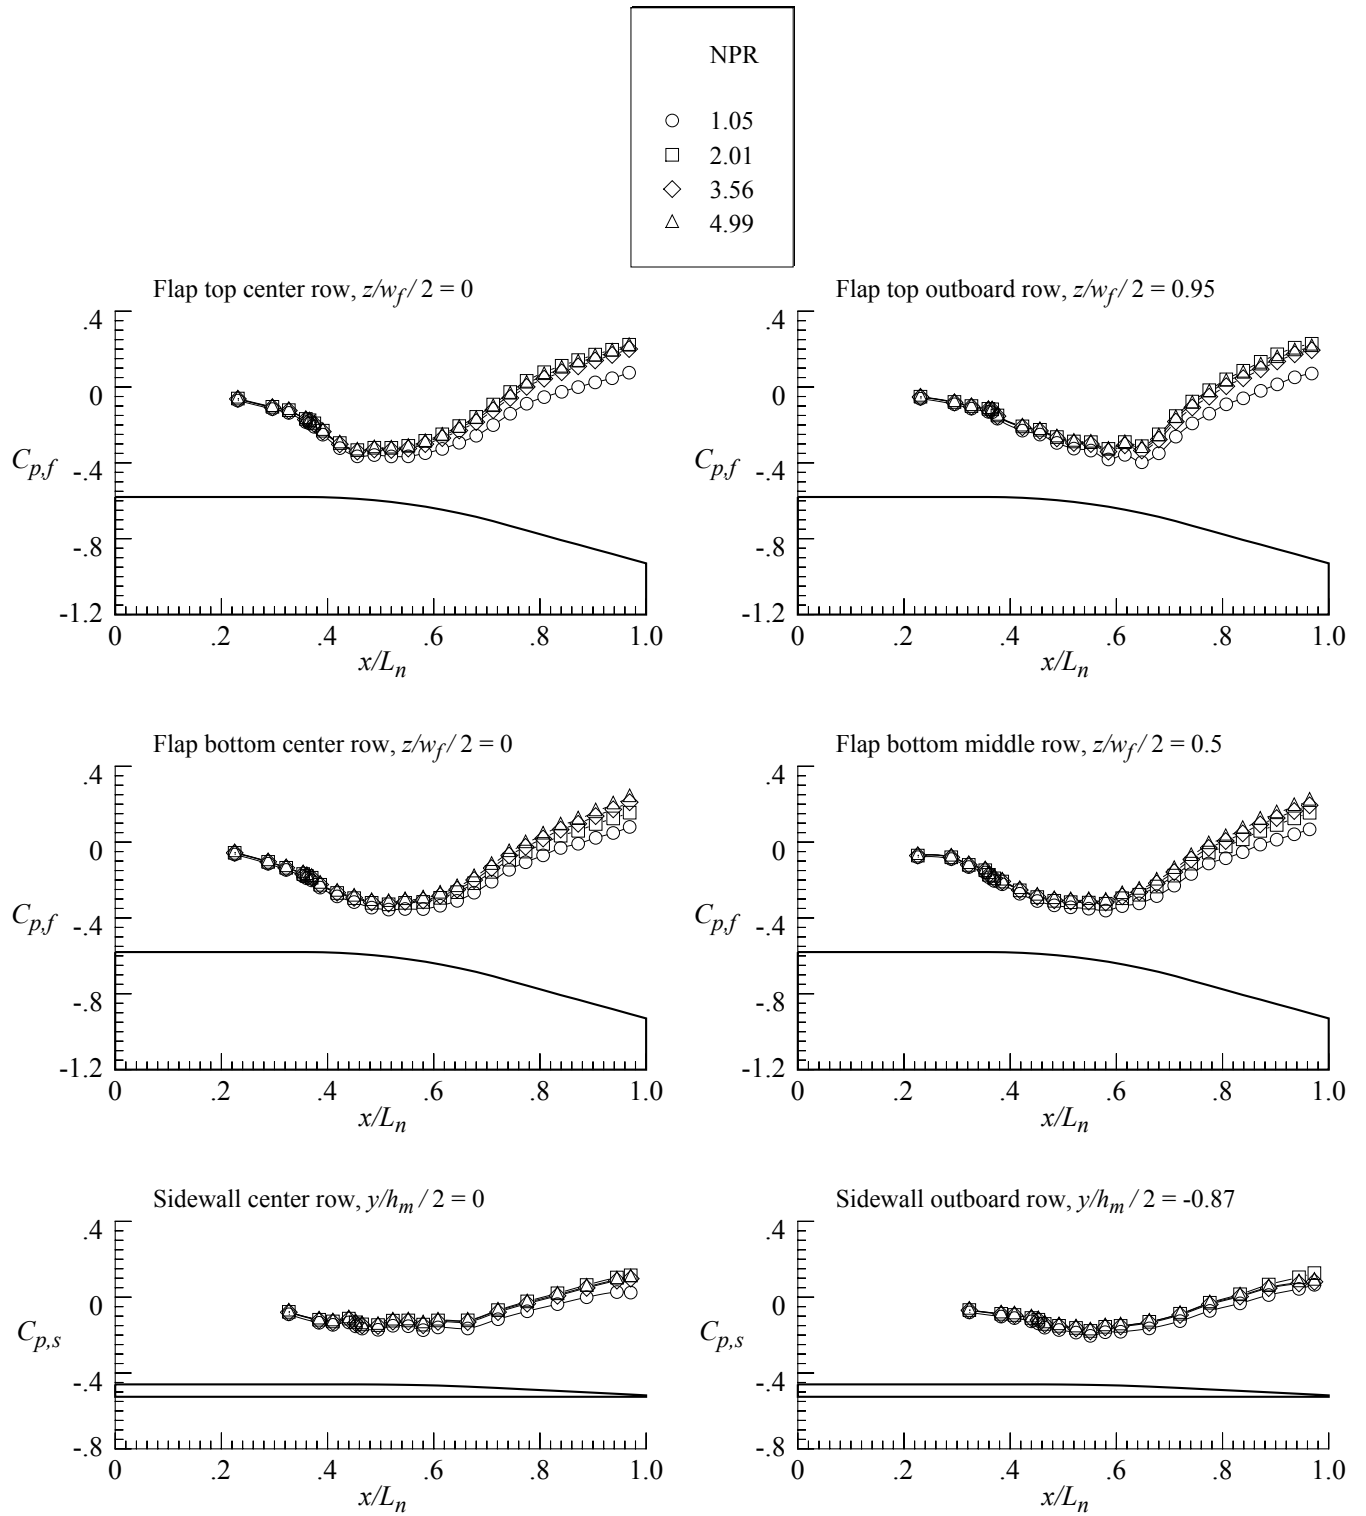 NPR
1.05
2.01
3.56
4.99
Flap top center row, z/w_f / 2 = 0
.4
0
-.4
-.8
-1.2
C_{p,f}
0 .2 .4 .6 .8 1.0
x/L_n
Flap top outboard row, z/w_f / 2 = 0.95
.4
0
-.4
-.8
-1.2
C_{p,f}
0 .2 .4 .6 .8 1.0
x/L_n
Flap bottom center row, z/w_f / 2 = 0
.4
0
-.4
-.8
-1.2
C_{p,f}
0 .2 .4 .6 .8 1.0
x/L_n
Flap bottom middle row, z/w_f / 2 = 0.5
.4
0
-.4
-.8
-1.2
C_{p,f}
0 .2 .4 .6 .8 1.0
x/L_n
Sidewall center row, y/h_m / 2 = 0
.4
0
-.4
-.8
C_{p,s}
0 .2 .4 .6 .8 1.0
x/L_n
Sidewall outboard row, y/h_m / 2 = -0.87
.4
0
-.4
-.8
C_{p,s}
0 .2 .4 .6 .8 1.0
x/L_n